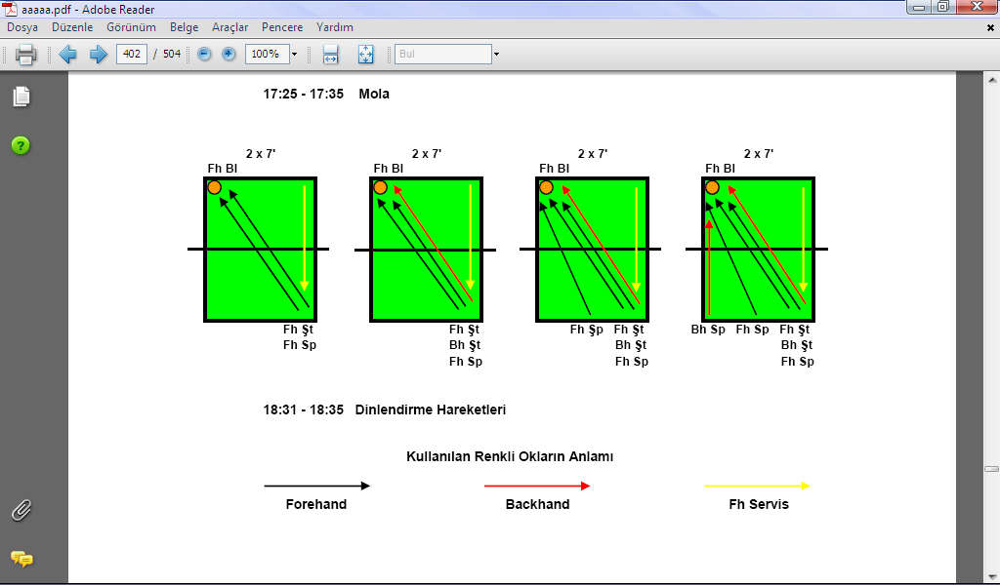 aaaaa.pdf - Adobe Reader
Dosya Düzenle Görünüm Belge Araçlar Pencere Yardım
402 / 504 100% Bul
17:25 - 17:35 Mola
2 x 7' 2 x 7' 2 x 7' 2 x 7'
Fh Bl Fh Bl Fh Bl Fh Bl
Fh Şt Fh Şt Fh Şp Fh Şt Bh Sp Fh Sp Fh Şt
Fh Sp Bh Şt Bh Şt Bh Şt
Fh Sp Fh Sp Fh Sp
18:31 - 18:35 Dinlendirme Hareketleri
Kullanılan Renkli Okların Anlamı
Forehand Backhand Fh Servis